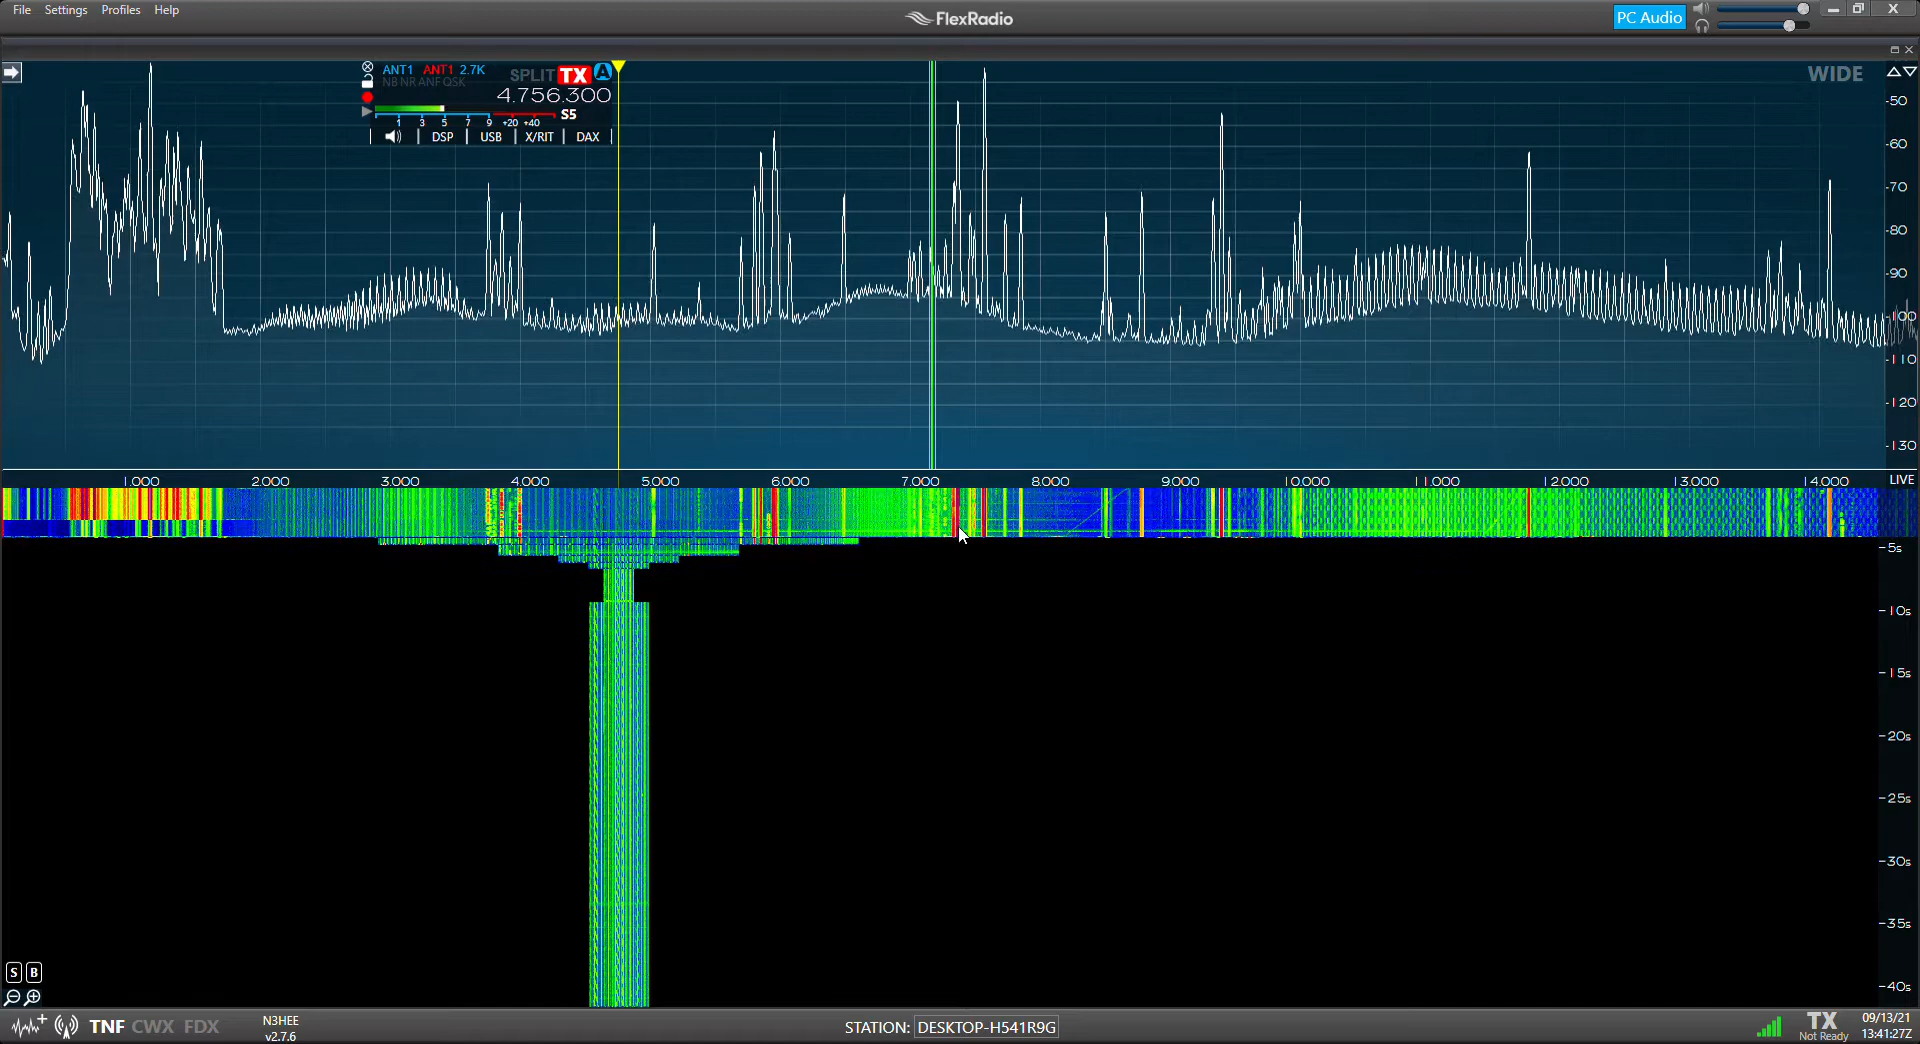 File Settings Profiles Help
FlexRadio
PC Audio
WIDE
ANT1 ANT1 2.7K
SPLIT TX A
NB NR ANF QSK
4.756.300
S5
1 3 5 7 9 +20 +40
DSP USB X/RIT DAX
-50
-60
-70
-80
-90
-100
-110
-120
-130
1.000 2.000 3.000 4.000 5.000 6.000 7.000 8.000 9.000 10.000 11.000 12.000 13.000 14.000 LIVE
5s
10s
15s
20s
25s
30s
35s
40s
S B
TNF CWX FDX
N3HEE
v2.7.6
STATION: DESKTOP-H541R9G
TX
Not Ready
09/13/21
13:41:27Z